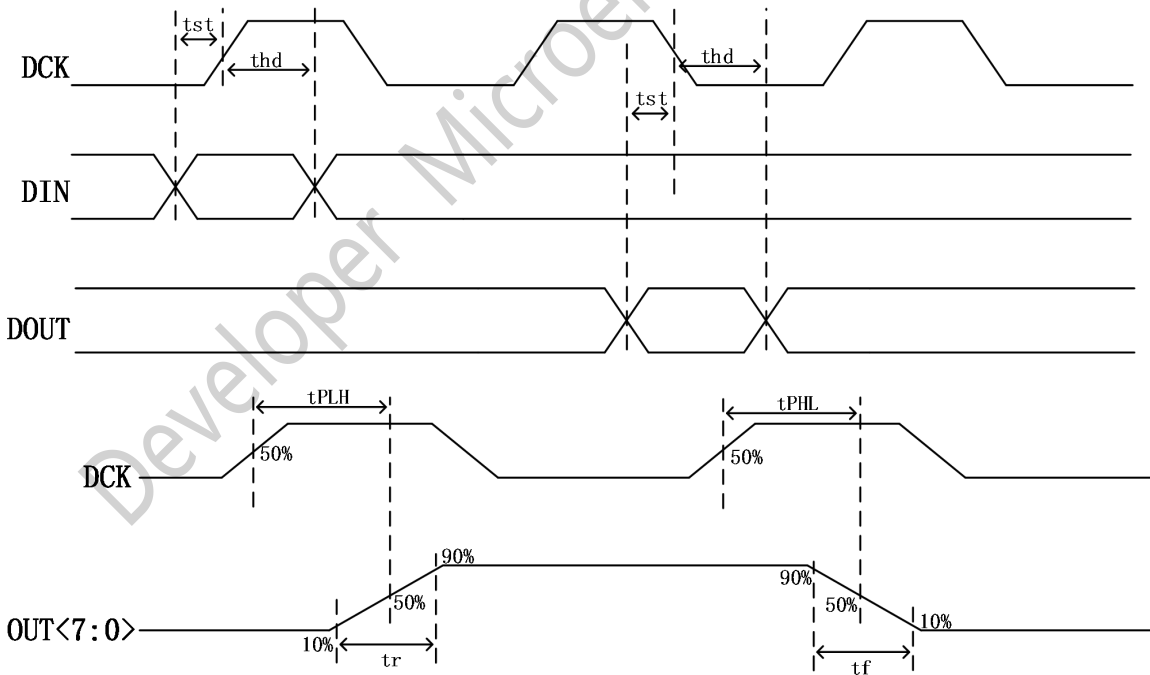 tst
thd
DCK
thd
tst
DIN
DOUT
tPLH
tPHL
50%
50%
DCK
90%
90%
50%
50%
OUT<7:0>
10%
10%
tr
tf
Developer Microe